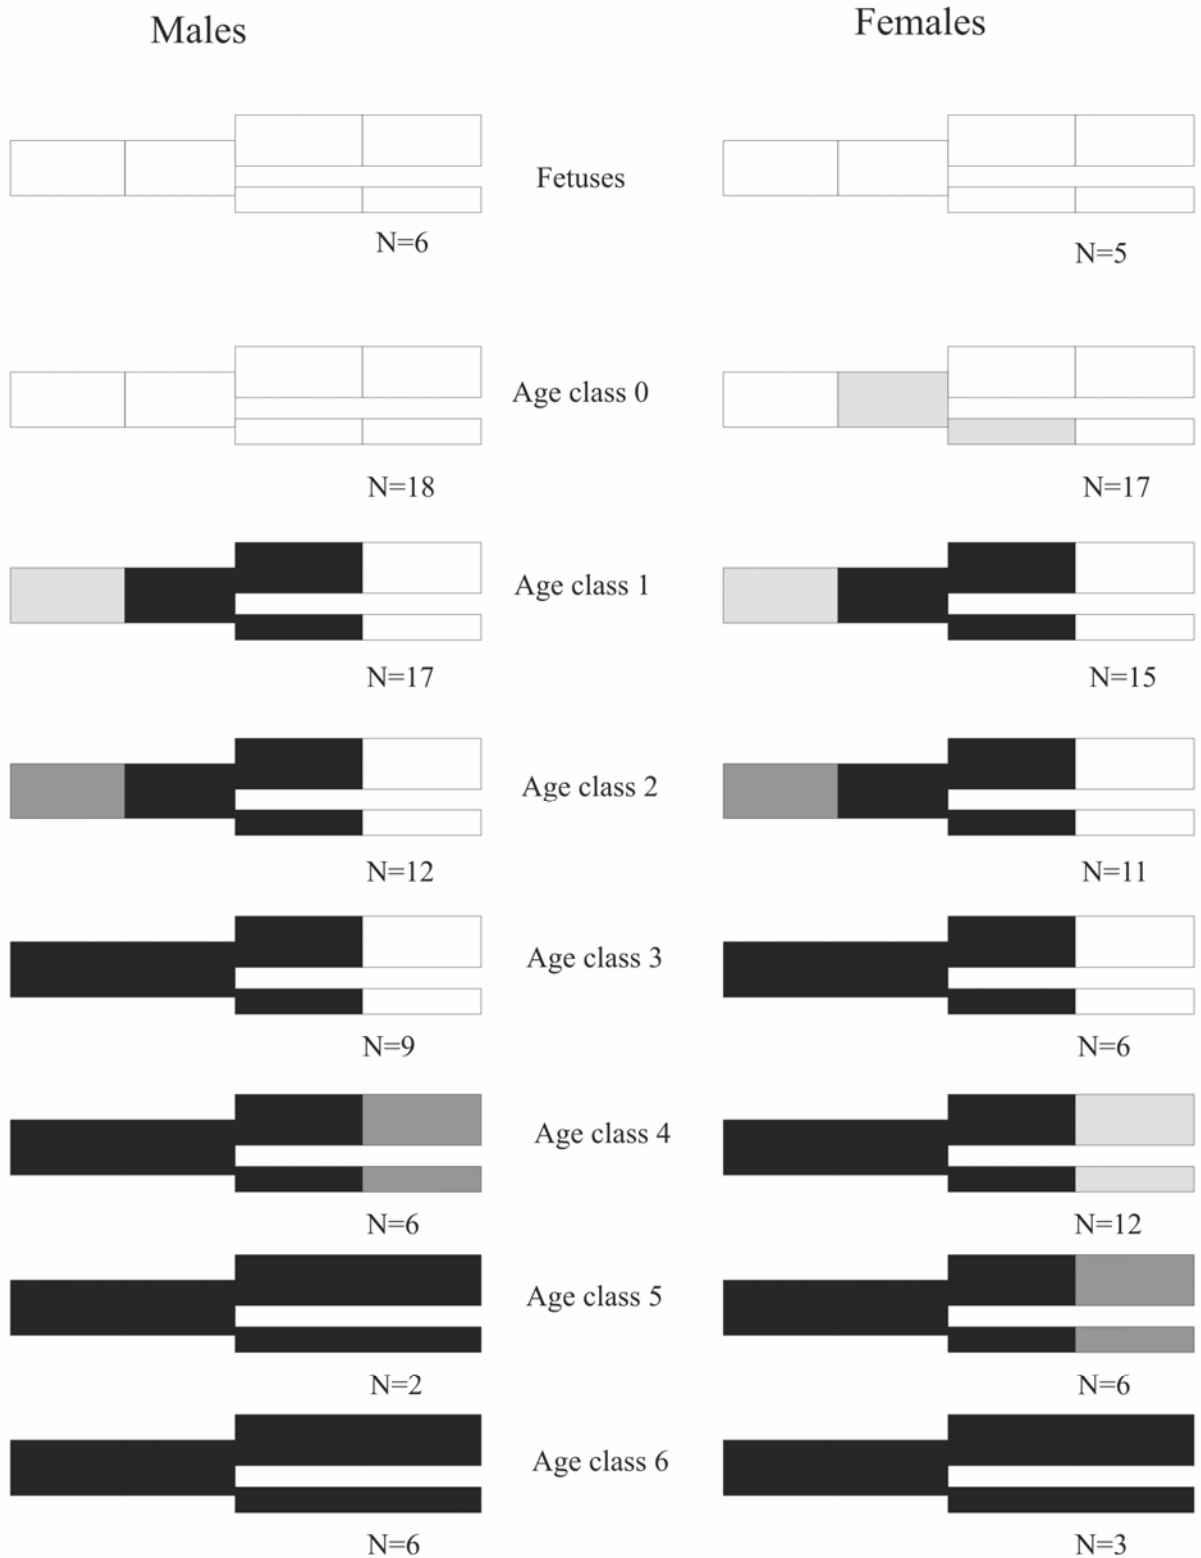 Males
Females
Fetuses
N=6
N=5
Age class 0
N=18
N=17
Age class 1
N=17
N=15
Age class 2
N=12
N=11
Age class 3
N=9
N=6
Age class 4
N=6
N=12
Age class 5
N=2
N=6
Age class 6
N=6
N=3